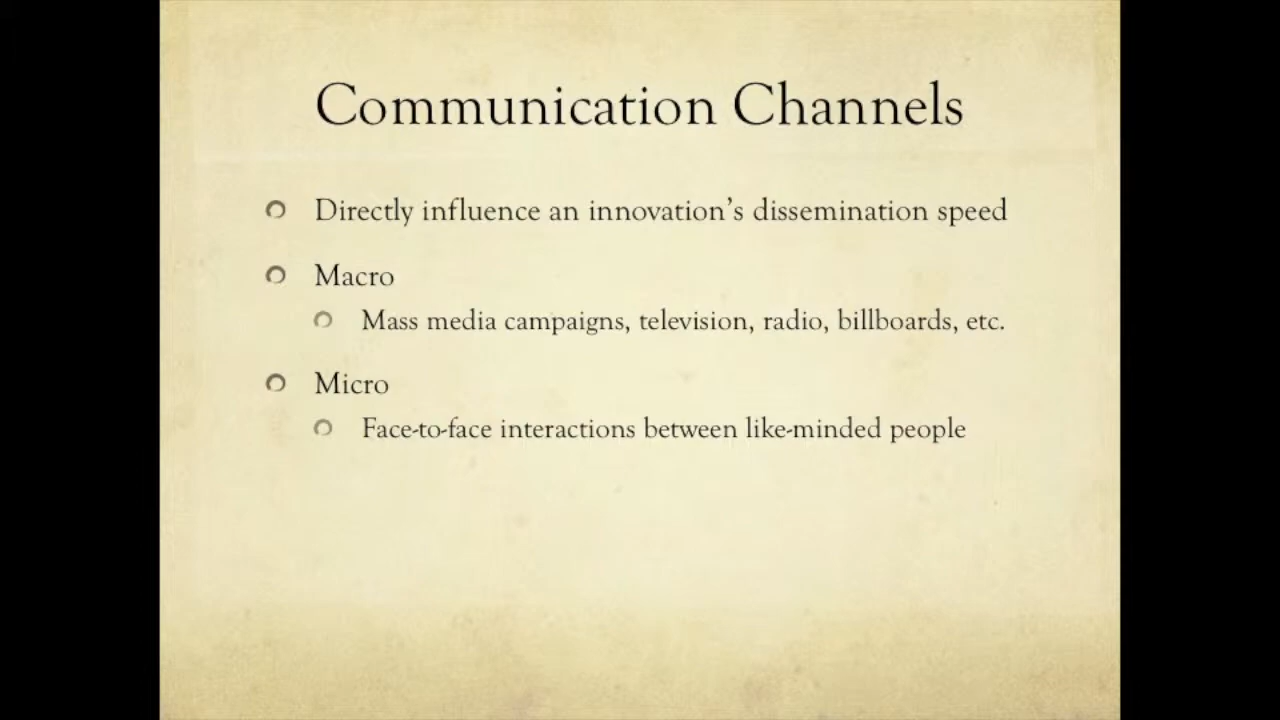 Communication Channels
Directly influence an innovation’s dissemination speed
Macro
Mass media campaigns, television, radio, billboards, etc.
Micro
Face-to-face interactions between like-minded people